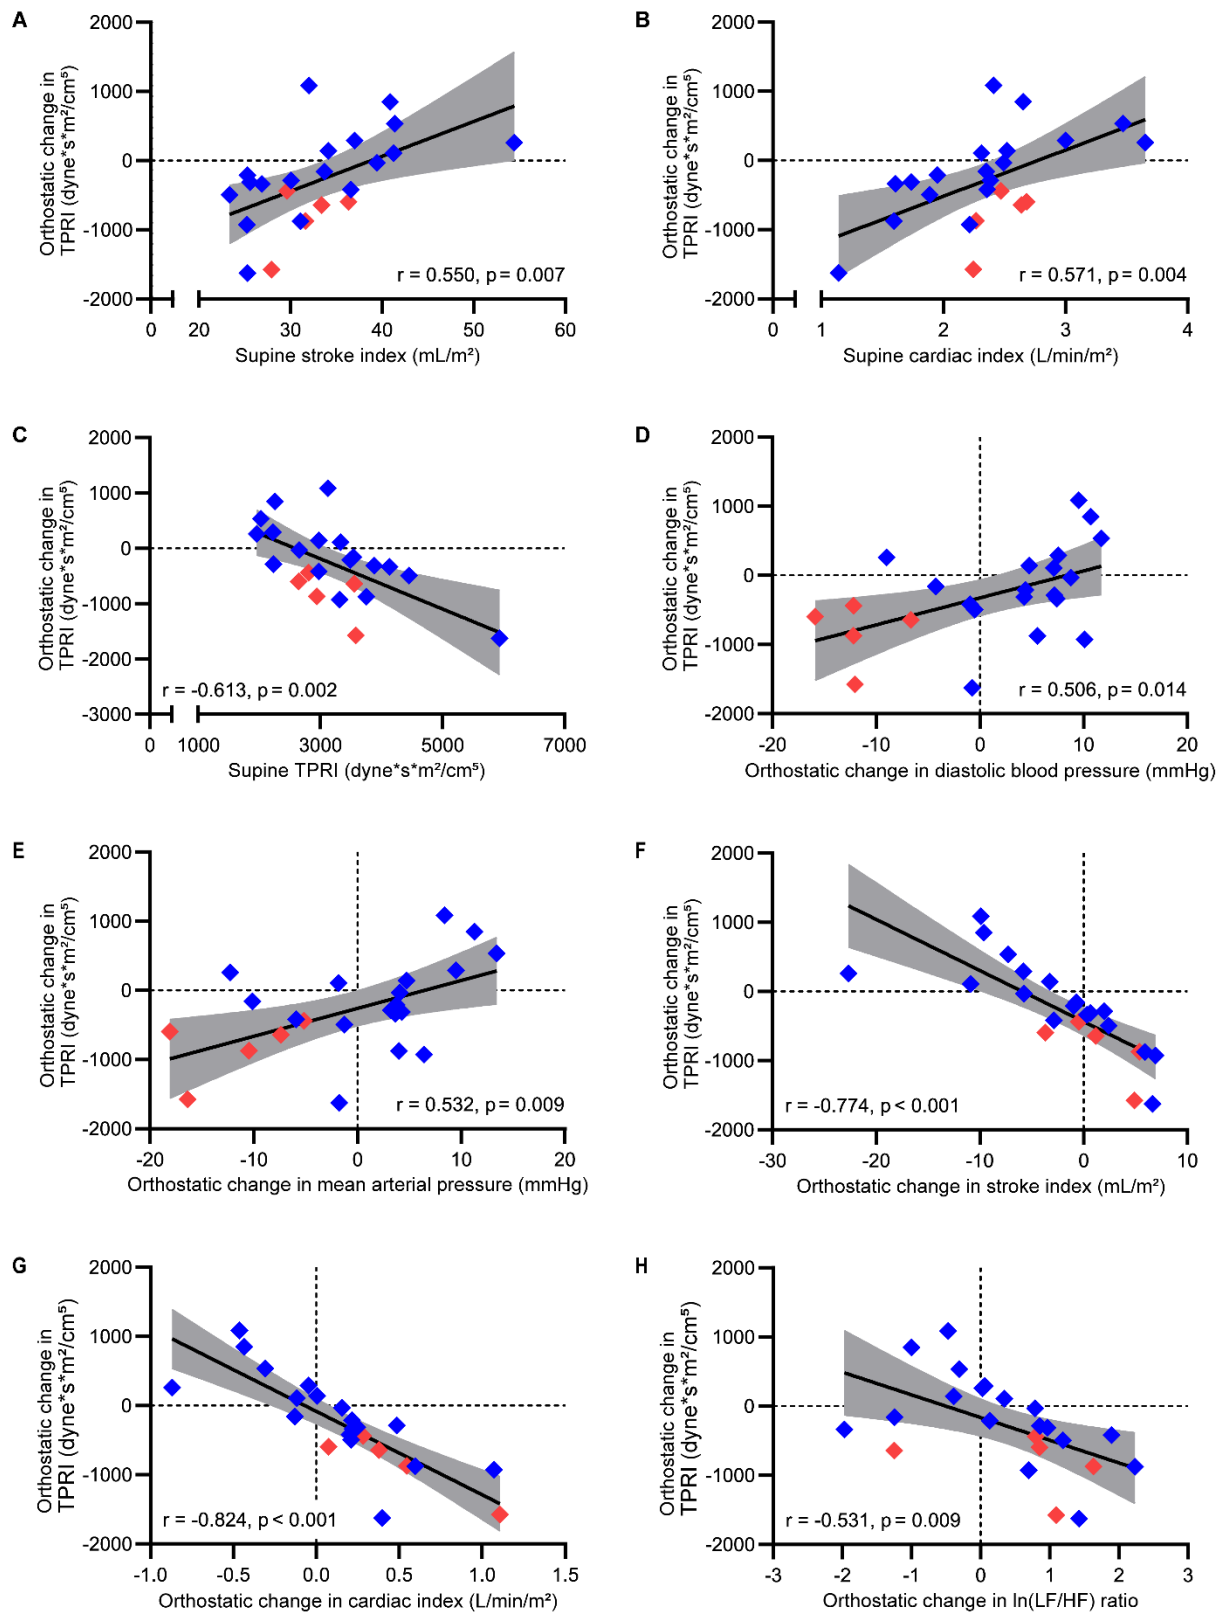 A
Orthostatic change in
TPRI (dyne*s*m²/cm⁵)
2000
1000
0
-1000
-2000
r = 0.550, p = 0.007
0 20 30 40 50 60
Supine stroke index (mL/m²)
B
Orthostatic change in
TPRI (dyne*s*m²/cm⁵)
2000
1000
0
-1000
-2000
r = 0.571, p = 0.004
0 1 2 3 4
Supine cardiac index (L/min/m²)
C
Orthostatic change in
TPRI (dyne*s*m²/cm⁵)
2000
1000
0
-1000
-2000
-3000
r = -0.613, p = 0.002
0 1000 3000 5000 7000
Supine TPRI (dyne*s*m²/cm⁵)
D
Orthostatic change in
TPRI (dyne*s*m²/cm⁵)
2000
1000
0
-1000
-2000
r = 0.506, p = 0.014
-20 -10 0 10 20
Orthostatic change in diastolic blood pressure (mmHg)
E
Orthostatic change in
TPRI (dyne*s*m²/cm⁵)
2000
1000
0
-1000
-2000
r = 0.532, p = 0.009
-20 -10 0 10 20
Orthostatic change in mean arterial pressure (mmHg)
F
Orthostatic change in
TPRI (dyne*s*m²/cm⁵)
2000
1000
0
-1000
-2000
r = -0.774, p < 0.001
-30 -20 -10 0 10
Orthostatic change in stroke index (mL/m²)
G
Orthostatic change in
TPRI (dyne*s*m²/cm⁵)
2000
1000
0
-1000
-2000
r = -0.824, p < 0.001
-1.0 -0.5 0.0 0.5 1.0 1.5
Orthostatic change in cardiac index (L/min/m²)
H
Orthostatic change in
TPRI (dyne*s*m²/cm⁵)
2000
1000
0
-1000
-2000
r = -0.531, p = 0.009
-3 -2 -1 0 1 2 3
Orthostatic change in ln(LF/HF) ratio